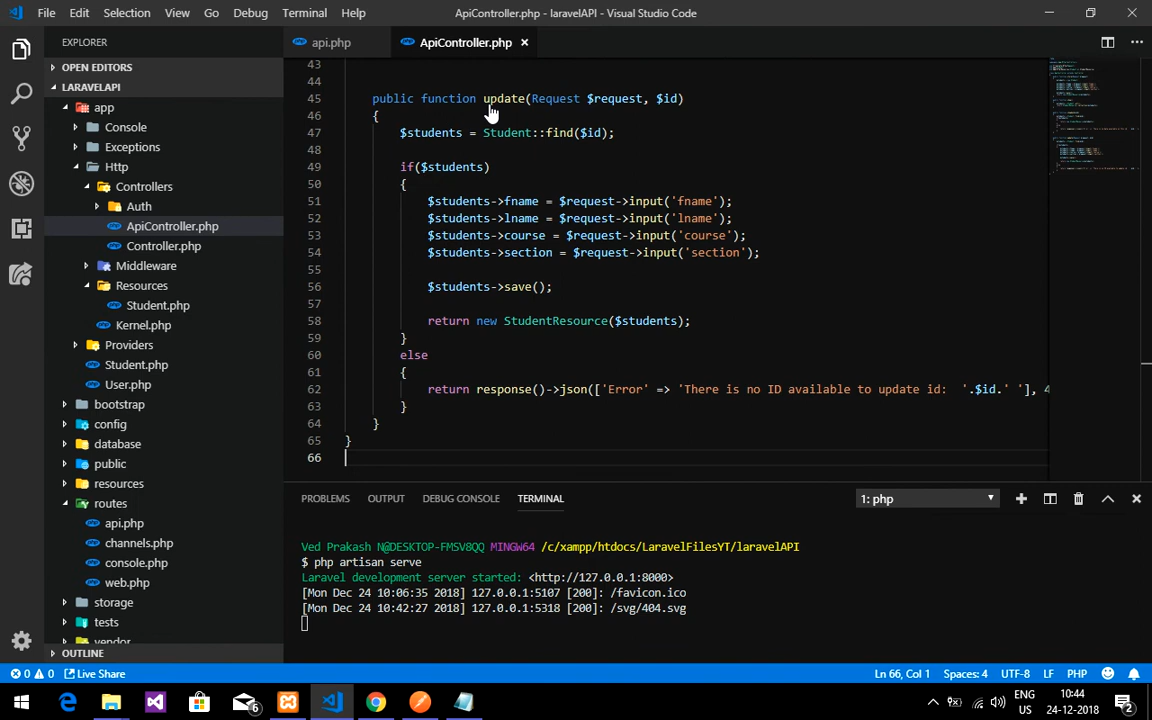 File Edit Selection View Go Debug Terminal Help ApiController.php - laravelAPI - Visual Studio Code
EXPLORER
api.php ApiController.php
OPEN EDITORS
LARAVELAPI
app
Console
Exceptions
Http
Controllers
Auth
ApiController.php
Controller.php
Middleware
Resources
Student.php
Kernel.php
Providers
Student.php
User.php
bootstrap
config
database
public
resources
routes
api.php
channels.php
console.php
web.php
storage
tests
vendor
OUTLINE
43
44
45 public function update(Request $request, $id)
46 {
47 $students = Student::find($id);
48
49 if($students)
50 {
51 $students->fname = $request->input('fname');
52 $students->lname = $request->input('lname');
53 $students->course = $request->input('course');
54 $students->section = $request->input('section');
55
56 $students->save();
57
58 return new StudentResource($students);
59 }
60 else
61 {
62 return response()->json(['Error' => 'There is no ID available to update id:  '.$id.' '], 4
63 }
64 }
65 }
66
PROBLEMS OUTPUT DEBUG CONSOLE TERMINAL 1: php
Ved Prakash N@DESKTOP-FMSV8QQ MINGW64 /c/xampp/htdocs/LaravelFilesYT/laravelAPI
$ php artisan serve
Laravel development server started: <http://127.0.0.1:8000>
[Mon Dec 24 10:06:35 2018] 127.0.0.1:5107 [200]: /favicon.ico
[Mon Dec 24 10:42:27 2018] 127.0.0.1:5318 [200]: /svg/404.svg
0 0 Live Share Ln 66, Col 1 Spaces: 4 UTF-8 LF PHP
6
ENG
US
10:44
24-12-2018
2